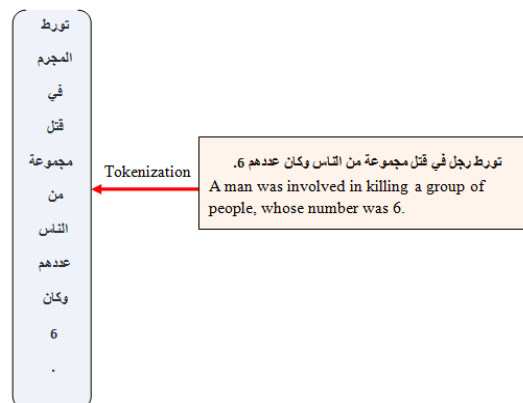 تورط
المجرم
في
قتل
مجموعة
من
الناس
عددهم
وكان
6
.
Tokenization
تورط رجل في قتل مجموعة من الناس وكان عددهم 6.
A man was involved in killing a group of
people, whose number was 6.